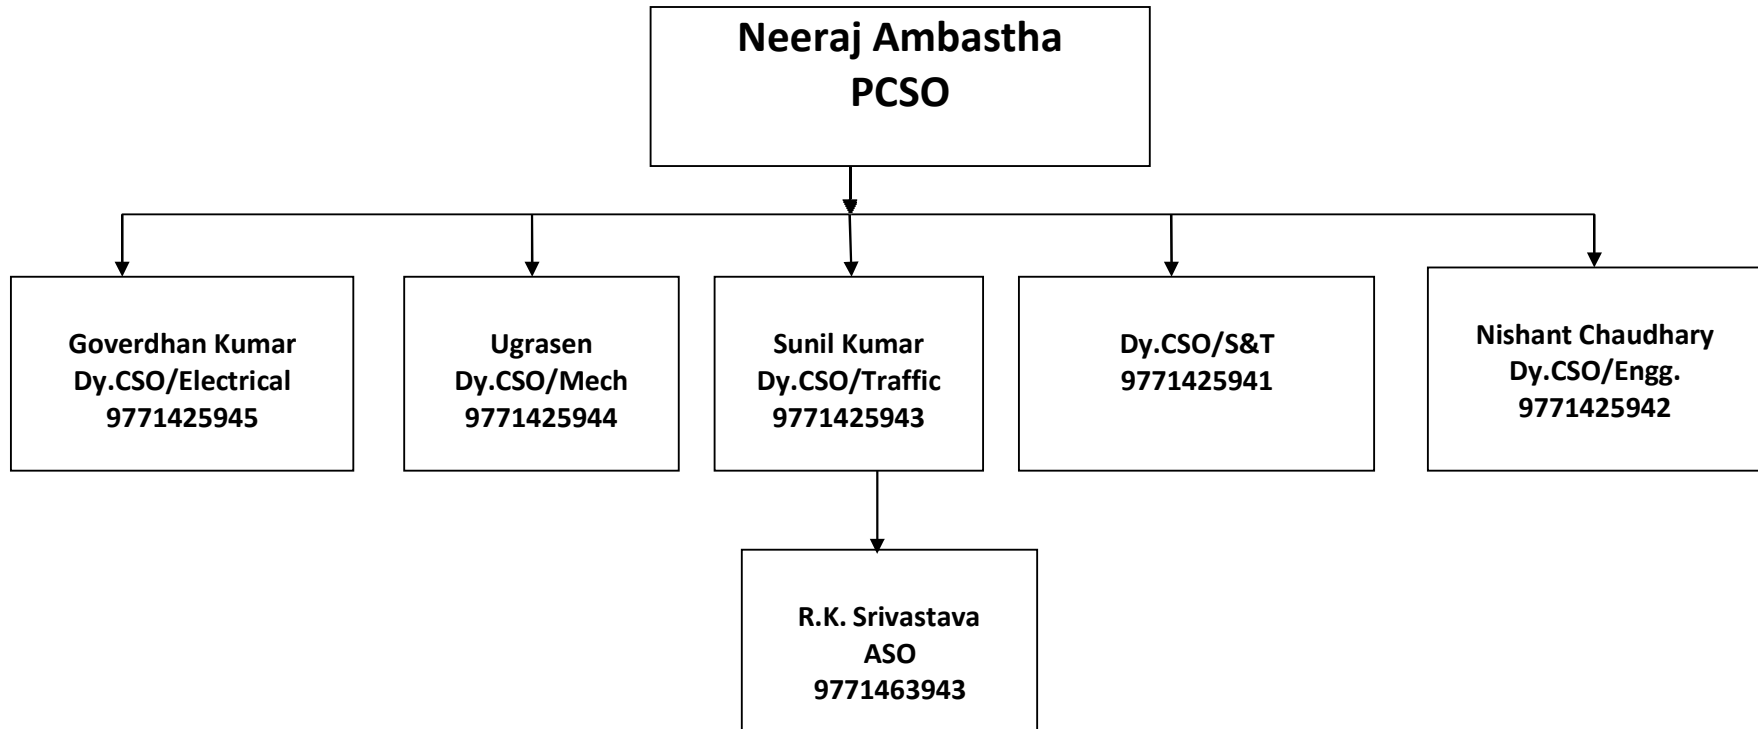 Neeraj Ambastha
PCSO
Goverdhan Kumar
Dy.CSO/Electrical
9771425945
Ugrasen
Dy.CSO/Mech
9771425944
Sunil Kumar
Dy.CSO/Traffic
9771425943
Dy.CSO/S&T
9771425941
Nishant Chaudhary
Dy.CSO/Engg.
9771425942
R.K. Srivastava
ASO
9771463943